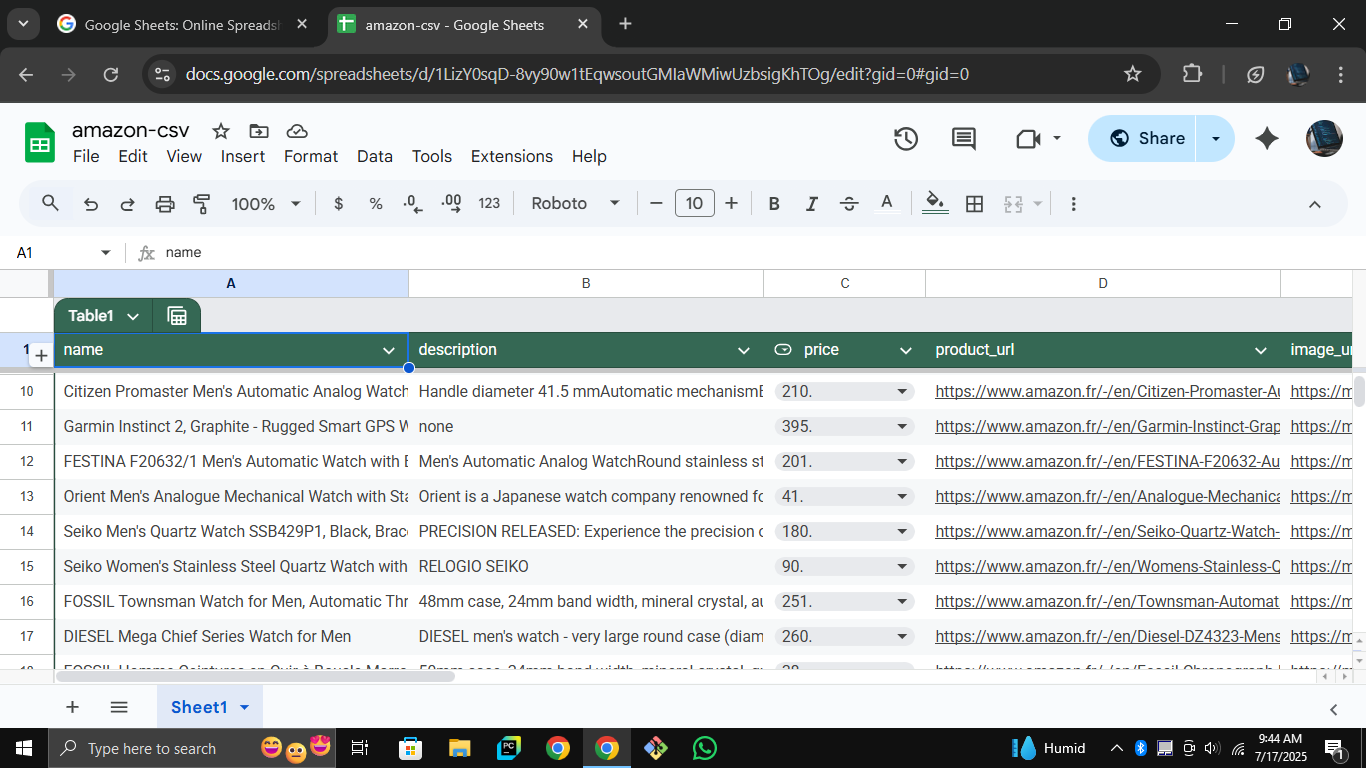 Google Sheets: Online Spreadsh
amazon-csv - Google Sheets
docs.google.com/spreadsheets/d/1LizY0sqD-8vy90w1tEqwsoutGMIaWMiwUzbsigKhTOg/edit?gid=0#gid=0
amazon-csv
Share
File Edit View Insert Format Data Tools Extensions Help
100% $ % .0 .00 123 Roboto 10 B I S A
A1 fx name
A B C D
Table1
1 name description price product_url image_u
10 Citizen Promaster Men's Automatic Analog Watch Handle diameter 41.5 mmAutomatic mechanismB 210. https://www.amazon.fr/-/en/Citizen-Promaster-Au https://m
11 Garmin Instinct 2, Graphite - Rugged Smart GPS W none 395. https://www.amazon.fr/-/en/Garmin-Instinct-Grap https://m
12 FESTINA F20632/1 Men's Automatic Watch with B Men's Automatic Analog WatchRound stainless st 201. https://www.amazon.fr/-/en/FESTINA-F20632-Au https://m
13 Orient Men's Analogue Mechanical Watch with Sta Orient is a Japanese watch company renowned fo 41. https://www.amazon.fr/-/en/Analogue-Mechanica https://m
14 Seiko Men's Quartz Watch SSB429P1, Black, Brac PRECISION RELEASED: Experience the precision o 180. https://www.amazon.fr/-/en/Seiko-Quartz-Watch- https://m
15 Seiko Women's Stainless Steel Quartz Watch with RELOGIO SEIKO 90. https://www.amazon.fr/-/en/Womens-Stainless-Q https://m
16 FOSSIL Townsman Watch for Men, Automatic Thr 48mm case, 24mm band width, mineral crystal, au 251. https://www.amazon.fr/-/en/Townsman-Automat https://m
17 DIESEL Mega Chief Series Watch for Men DIESEL men's watch - very large round case (diam 260. https://www.amazon.fr/-/en/Diesel-DZ4323-Mens https://m
Sheet1
Type here to search
Humid
9:44 AM
7/17/2025
1